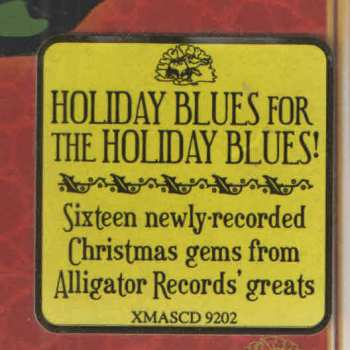 HOLIDAY BLUES FOR
THE HOLIDAY BLUES!
Sixteen newly-recorded
Christmas gems from
Alligator Records' greats
XMASCD 9202